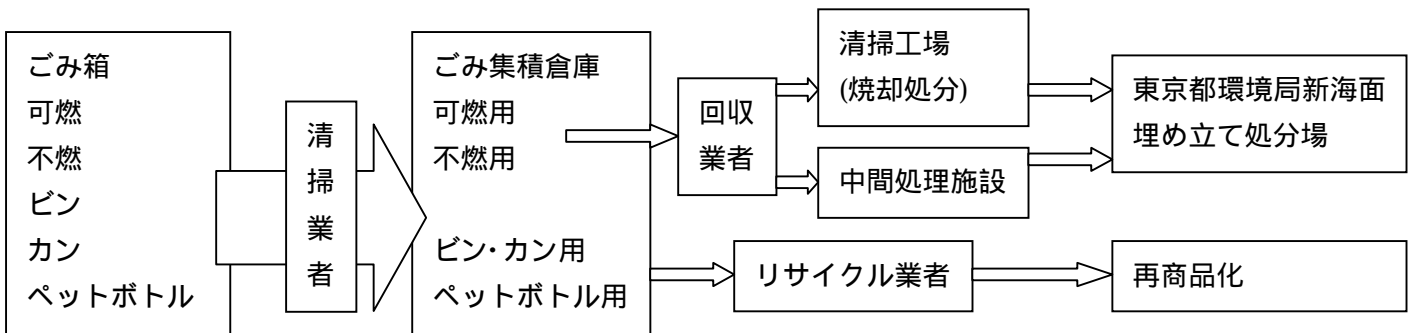 ごみ箱
可燃
不燃
ビン
カン
ペットボトル
清掃業者
ごみ集積倉庫
可燃用
不燃用
ビン・カン用
ペットボトル用
回収
業者
清掃工場
(焼却処分)
中間処理施設
東京都環境局新海面
埋め立て処分場
リサイクル業者
再商品化